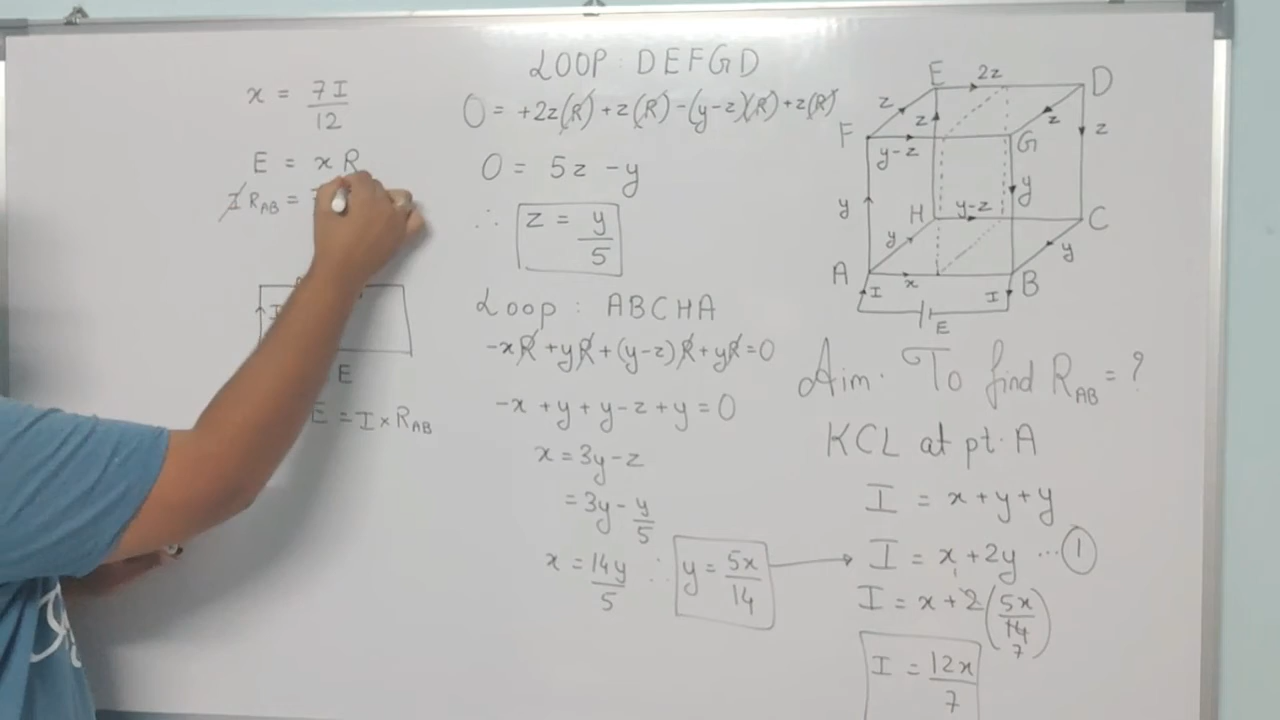 x = 7I/12
E = x R
I R_AB =
E
E = I × R_AB
LOOP : DEFGD
0 = +2z(R) + z(R) - (y-z)(R) + z(R)
0 = 5z - y
∴ z = y/5
Loop : ABCHA
-xR + yR + (y-z)R + yR = 0
-x + y + y - z + y = 0
x = 3y - z
= 3y - y/5
x = 14y/5 ∴ y = 5x/14
E 2z D
z z z z
F y-z G
y y
H y-z C
y y
A x B
I I
E
Aim. To find R_AB = ?
KCL at pt. A
I = x + y + y
I = x + 2y ... 1
I = x + 2(5x/14)
7
I = 12x/7